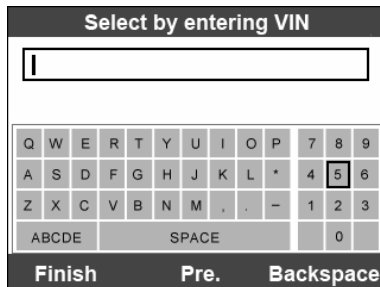 Select by entering VIN
Q W E R T Y U I O P 7 8 9
A S D F G H J K L * 4 5 6
Z X C V B N M , . - 1 2 3
ABCDE SPACE 0
Finish Pre. Backspace